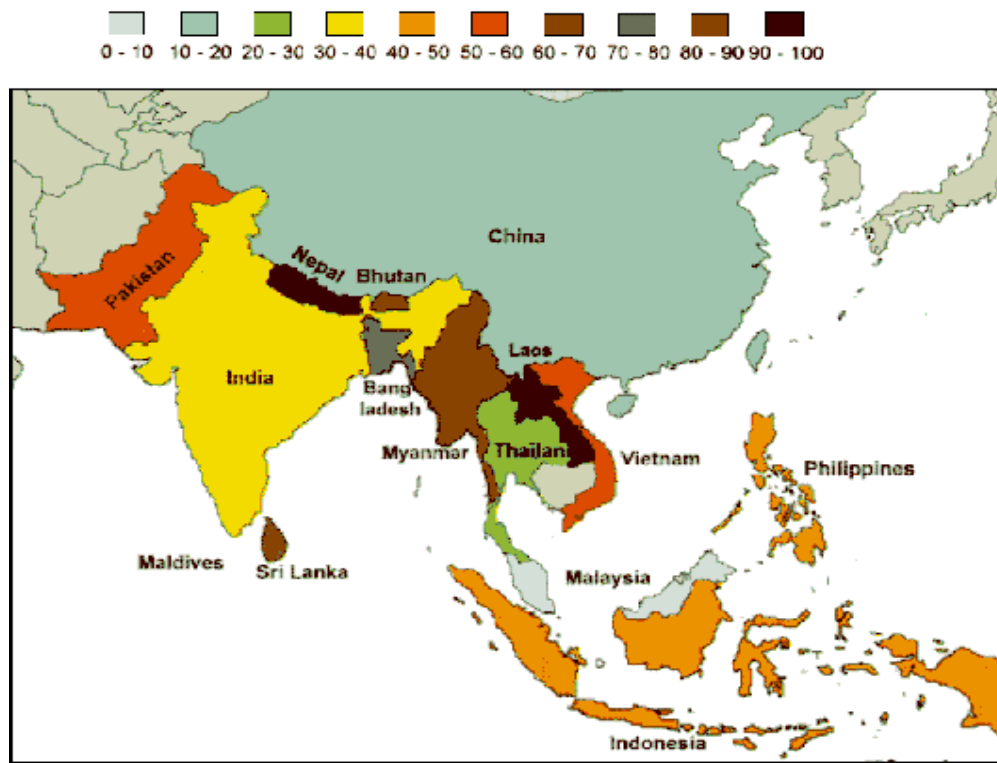 0 - 10 10 - 20 20 - 30 30 - 40 40 - 50 50 - 60 60 - 70 70 - 80 80 - 90 90 - 100
China
Nepal
Bhutan
Pakistan
Laos
India
Bang
ladesh
Myanmar
Thailani
Vietnam
Philippines
Maldives
Sri Lanka
Malaysia
Indonesia